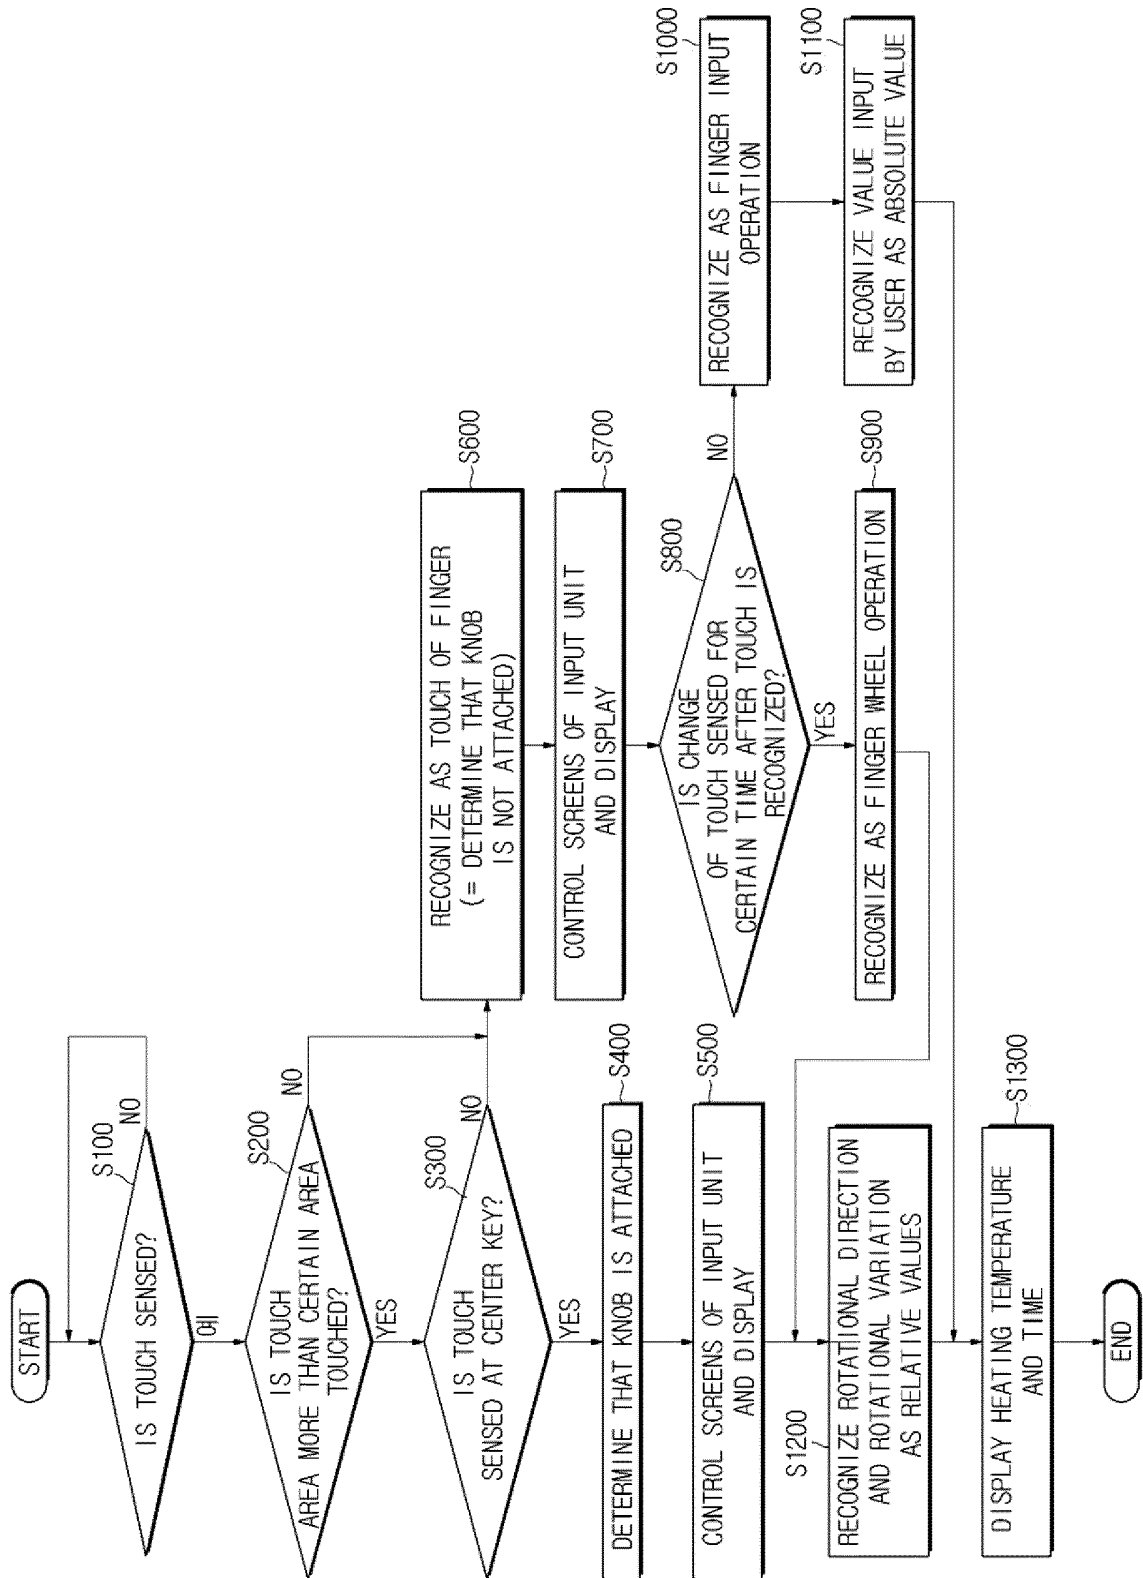 START
IS TOUCH SENSED?
S100
NO
예
IS TOUCH
AREA MORE THAN CERTAIN AREA
TOUCHED?
S200
NO
YES
IS TOUCH
SENSED AT CENTER KEY?
S300
NO
YES
DETERMINE THAT KNOB IS ATTACHED
S400
CONTROL SCREENS OF INPUT UNIT
AND DISPLAY
S500
RECOGNIZE AS TOUCH OF FINGER
(= DETERMINE THAT KNOB
IS NOT ATTACHED)
S600
CONTROL SCREENS OF INPUT UNIT
AND DISPLAY
S700
IS CHANGE
OF TOUCH SENSED FOR
CERTAIN TIME AFTER TOUCH IS
RECOGNIZED?
S800
NO
YES
RECOGNIZE AS FINGER WHEEL OPERATION
S900
RECOGNIZE AS FINGER INPUT
OPERATION
S1000
RECOGNIZE VALUE INPUT
BY USER AS ABSOLUTE VALUE
S1100
S1200
RECOGNIZE ROTATIONAL DIRECTION
AND ROTATIONAL VARIATION
AS RELATIVE VALUES
DISPLAY HEATING TEMPERATURE
AND TIME
S1300
END